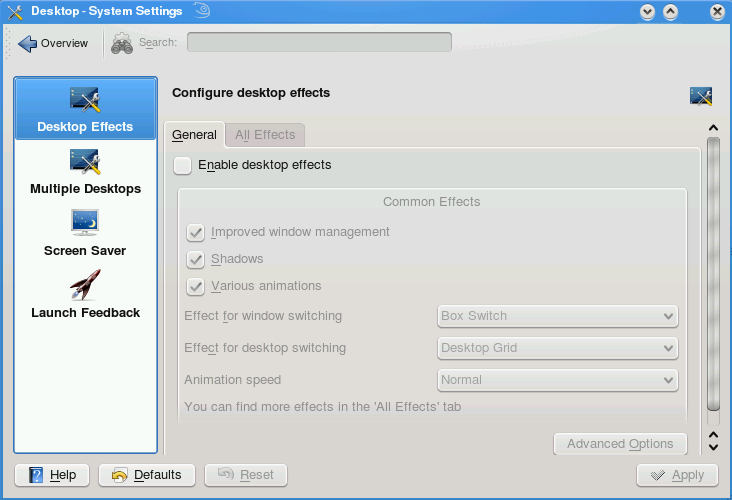 Desktop - System Settings
Overview
Search:
Desktop Effects
Multiple Desktops
Screen Saver
Launch Feedback
Configure desktop effects
General All Effects
Enable desktop effects
Common Effects
Improved window management
Shadows
Various animations
Effect for window switching Box Switch
Effect for desktop switching Desktop Grid
Animation speed Normal
You can find more effects in the 'All Effects' tab
Advanced Options
Help Defaults Reset Apply